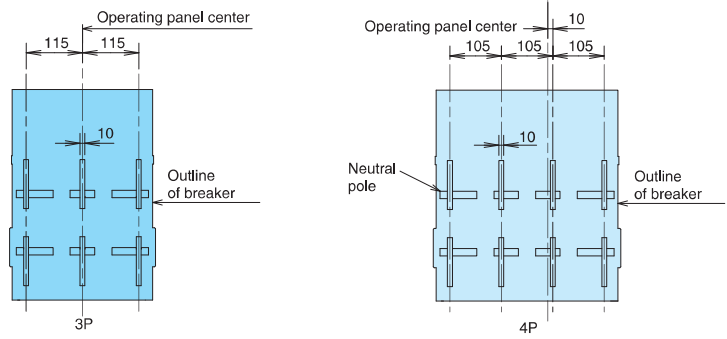 Operating panel center
115
115
10
Outline
of breaker
3P
10
Operating panel center
105
105
105
10
Neutral
pole
Outline
of breaker
4P